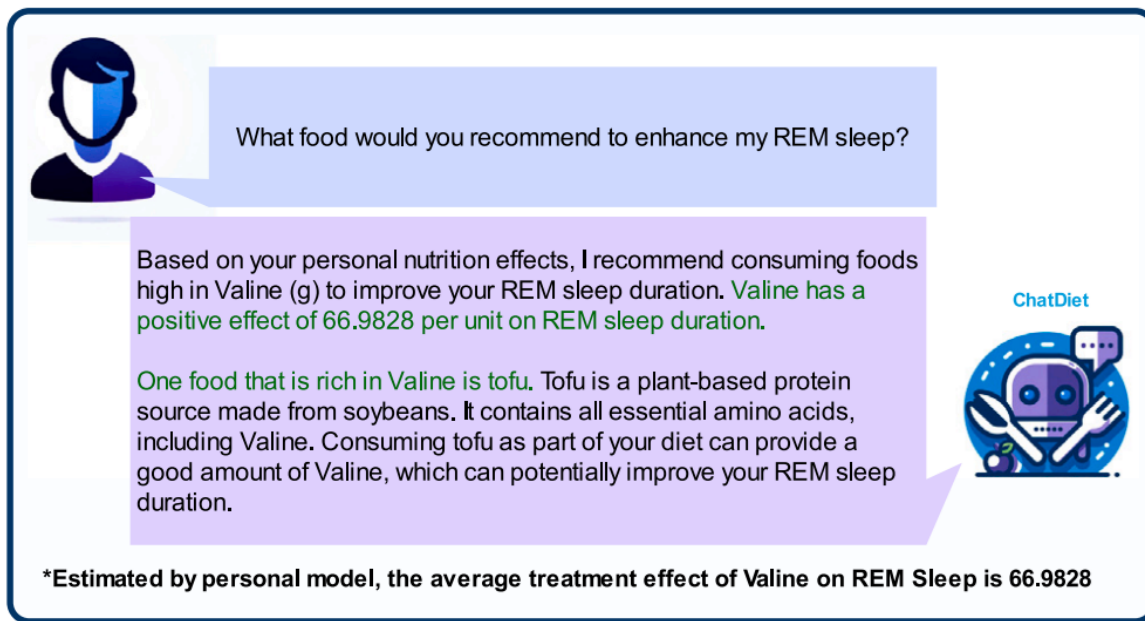 What food would you recommend to enhance my REM sleep?
Based on your personal nutrition effects, I recommend consuming foods
high in Valine (g) to improve your REM sleep duration. Valine has a
positive effect of 66.9828 per unit on REM sleep duration.
ChatDiet
One food that is rich in Valine is tofu. Tofu is a plant-based protein
source made from soybeans. It contains all essential amino acids,
including Valine. Consuming tofu as part of your diet can provide a
good amount of Valine, which can potentially improve your REM sleep
duration.
*Estimated by personal model, the average treatment effect of Valine on REM Sleep is 66.9828